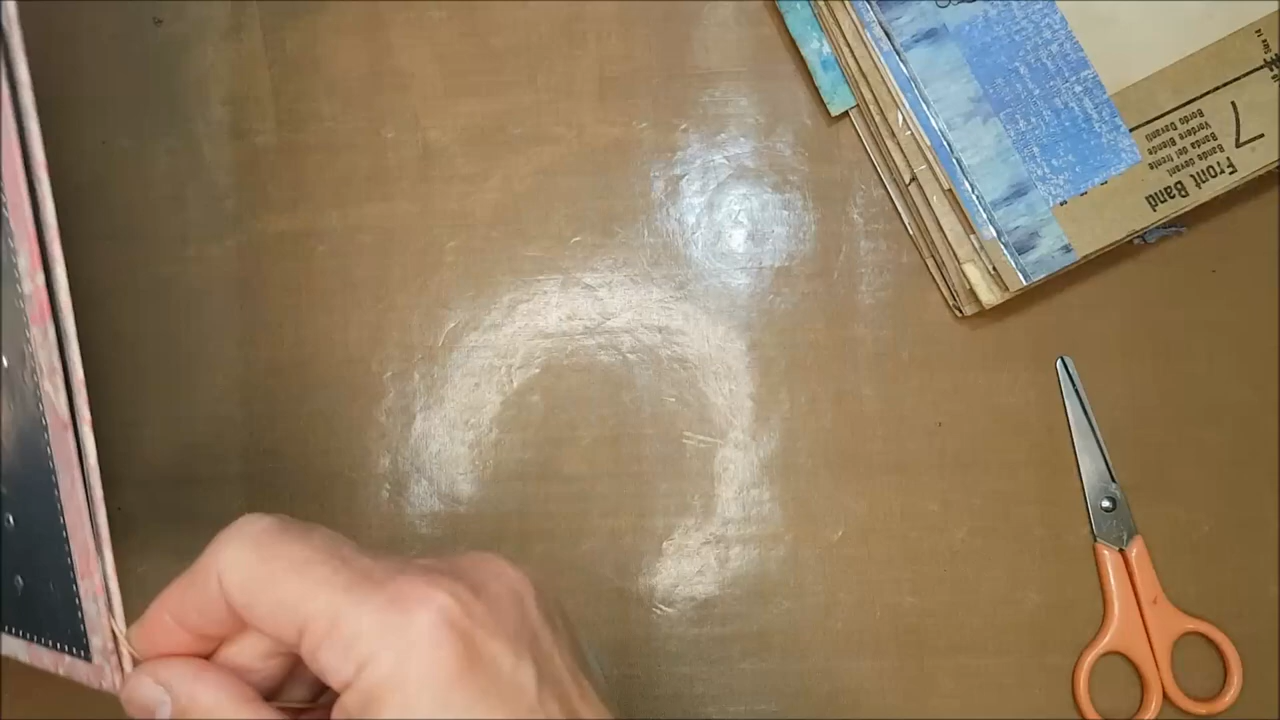 7
Front Band
Bande devant
Banda del frente
Vordere Blende
Bordo Davanti